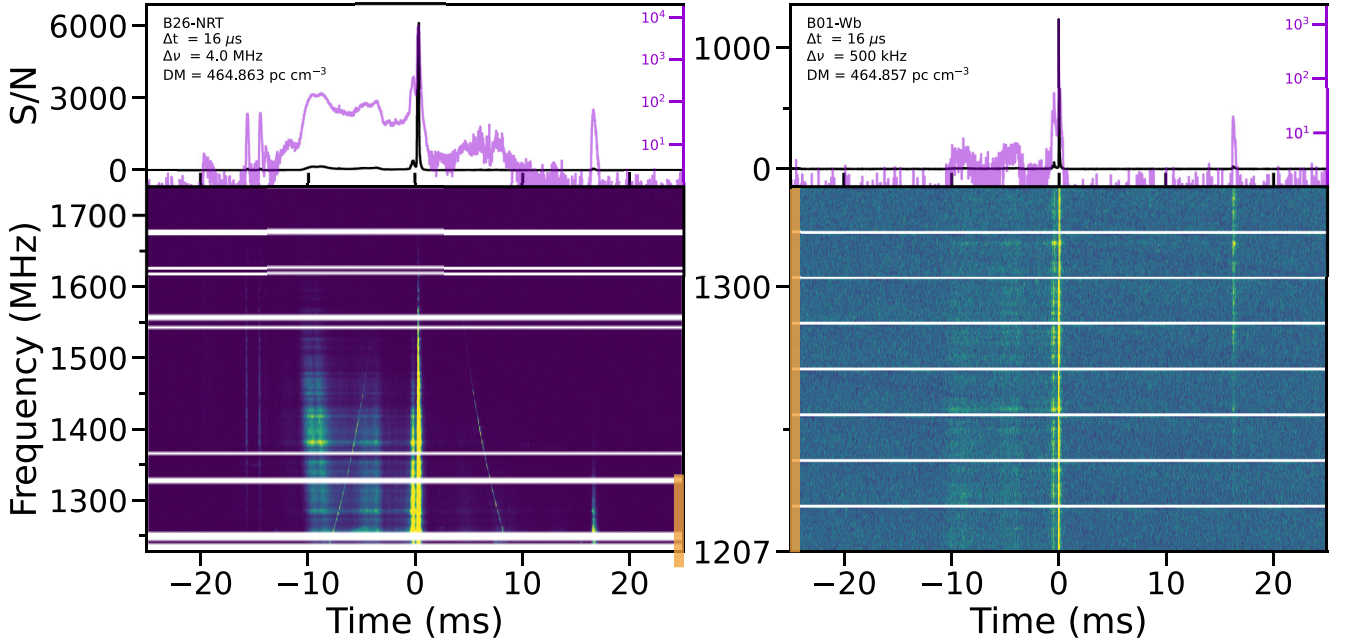 B26-NRT
Δt = 16 μs
Δν = 4.0 MHz
DM = 464.863 pc cm⁻³
S/N
6000
3000
0
10⁴
10³
10²
10¹
B01-Wb
Δt = 16 μs
Δν = 500 kHz
DM = 464.857 pc cm⁻³
1000
0
10³
10²
10¹
Frequency (MHz)
1700
1600
1500
1400
1300
−20 −10 0 10 20
Time (ms)
1300
1207
−20 −10 0 10 20
Time (ms)